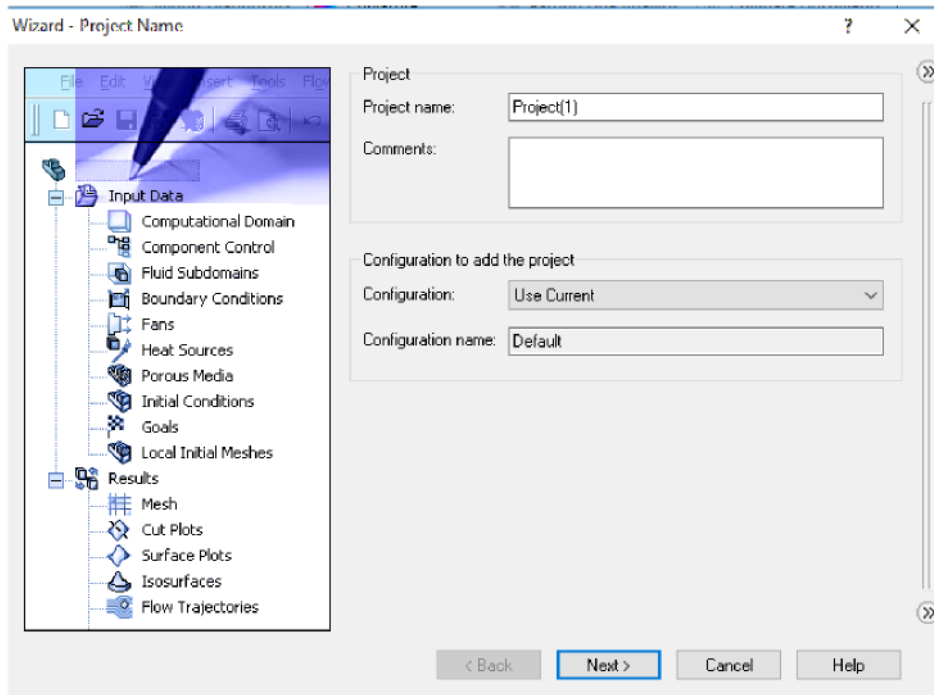 Wizard - Project Name
?
File Edit View Insert Tools Flow
Input Data
Computational Domain
Component Control
Fluid Subdomains
Boundary Conditions
Fans
Heat Sources
Porous Media
Initial Conditions
Goals
Local Initial Meshes
Results
Mesh
Cut Plots
Surface Plots
Isosurfaces
Flow Trajectories
Project
Project name: Project(1)
Comments:
Configuration to add the project
Configuration: Use Current
Configuration name: Default
< Back Next > Cancel Help